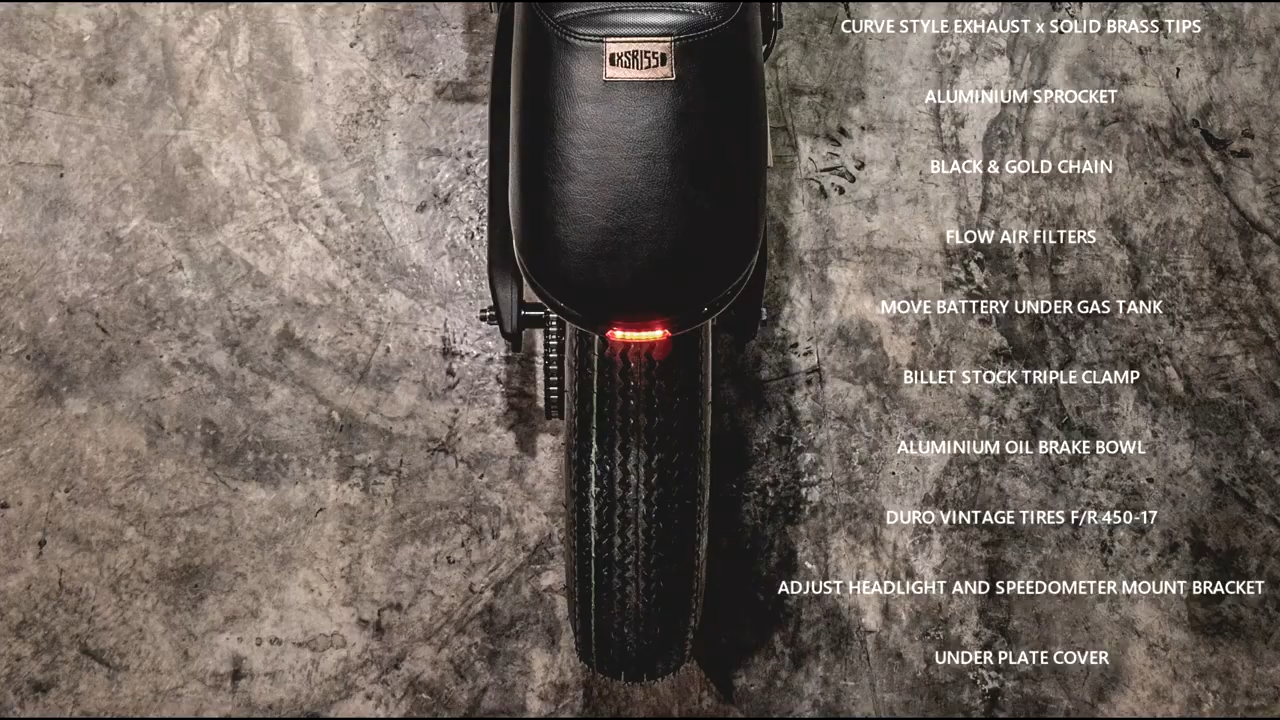 XSR155
CURVE STYLE EXHAUST x SOLID BRASS TIPS
ALUMINIUM SPROCKET
BLACK & GOLD CHAIN
FLOW AIR FILTERS
MOVE BATTERY UNDER GAS TANK
BILLET STOCK TRIPLE CLAMP
ALUMINIUM OIL BRAKE BOWL
DURO VINTAGE TIRES F/R 450-17
ADJUST HEADLIGHT AND SPEEDOMETER MOUNT BRACKET
UNDER PLATE COVER